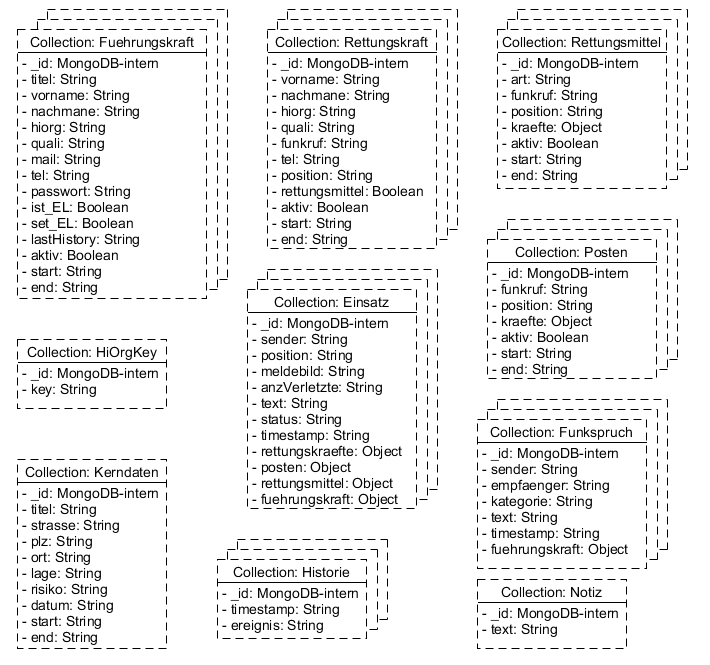 Collection: Fuehrungskraft
- _id: MongoDB-intern
- titel: String
- vorname: String
- nachmane: String
- hiorg: String
- quali: String
- mail: String
- tel: String
- passwort: String
- ist_EL: Boolean
- set_EL: Boolean
- lastHistory: String
- aktiv: Boolean
- start: String
- end: String
Collection: Rettungskraft
- _id: MongoDB-intern
- vorname: String
- nachmane: String
- hiorg: String
- quali: String
- funkruf: String
- tel: String
- position: String
- rettungsmittel: Boolean
- aktiv: Boolean
- start: String
- end: String
Collection: Rettungsmittel
- _id: MongoDB-intern
- art: String
- funkruf: String
- position: String
- kraefte: Object
- aktiv: Boolean
- start: String
- end: String
Collection: Posten
- _id: MongoDB-intern
- funkruf: String
- position: String
- kraefte: Object
- aktiv: Boolean
- start: String
- end: String
Collection: HiOrgKey
- _id: MongoDB-intern
- key: String
Collection: Einsatz
- _id: MongoDB-intern
- sender: String
- position: String
- meldebild: String
- anzVerletzte: String
- text: String
- status: String
- timestamp: String
- rettungskraefte: Object
- posten: Object
- rettungsmittel: Object
- fuehrungskraft: Object
Collection: Funkspruch
- _id: MongoDB-intern
- sender: String
- empfaenger: String
- kategorie: String
- text: String
- timestamp: String
- fuehrungskraft: Object
Collection: Kerndaten
- _id: MongoDB-intern
- titel: String
- strasse: String
- plz: String
- ort: String
- lage: String
- risiko: String
- datum: String
- start: String
- end: String
Collection: Historie
- _id: MongoDB-intern
- timestamp: String
- ereignis: String
Collection: Notiz
- _id: MongoDB-intern
- text: String